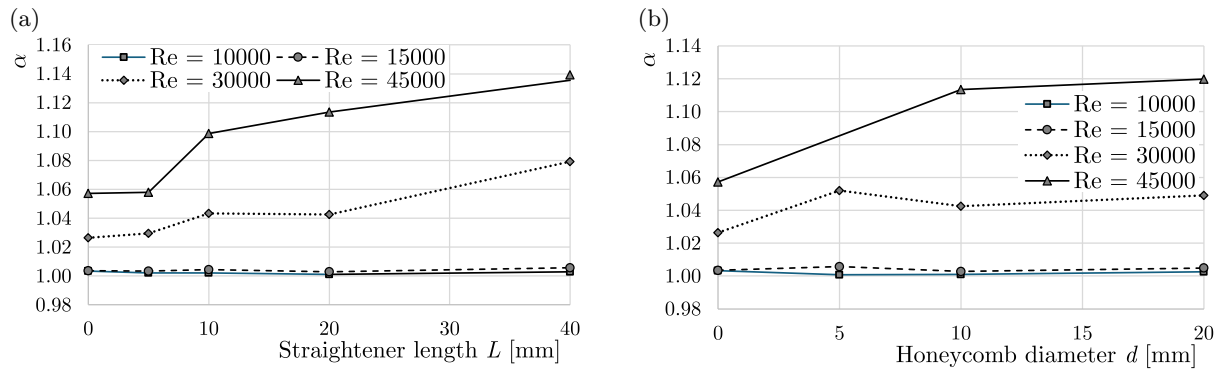 (a)
α
1.16
1.14
1.12
1.10
1.08
1.06
1.04
1.02
1.00
0.98
Re = 10000 Re = 15000
Re = 30000 Re = 45000
0 10 20 30 40
Straightener length L [mm]
(b)
α
1.14
1.12
1.10
1.08
1.06
1.04
1.02
1.00
0.98
Re = 10000
Re = 15000
Re = 30000
Re = 45000
0 5 10 15 20
Honeycomb diameter d [mm]